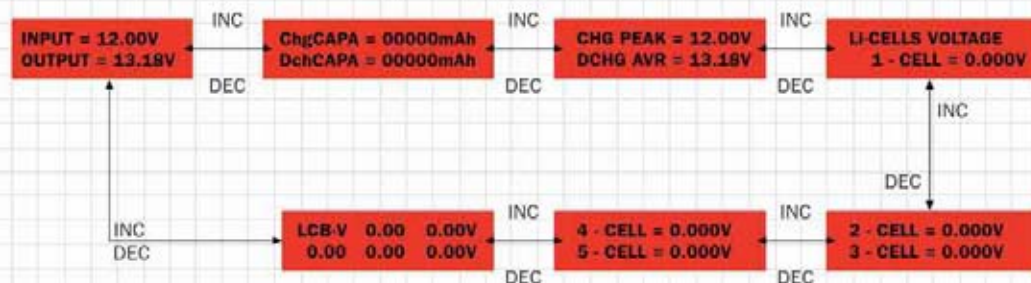 INC
INC
INC
INPUT = 12.00V
OUTPUT = 13.18V
ChgCAPA = 00000mAh
DchCAPA = 00000mAh
CHG PEAK = 12.00V
DCHG AVR = 13.18V
Li-CELLS VOLTAGE
1 - CELL = 0.000V
DEC
DEC
DEC
INC
DEC
INC
DEC
LCB-V 0.00 0.00V
0.00 0.00 0.00V
INC
DEC
4 - CELL = 0.000V
5 - CELL = 0.000V
INC
DEC
2 - CELL = 0.000V
3 - CELL = 0.000V